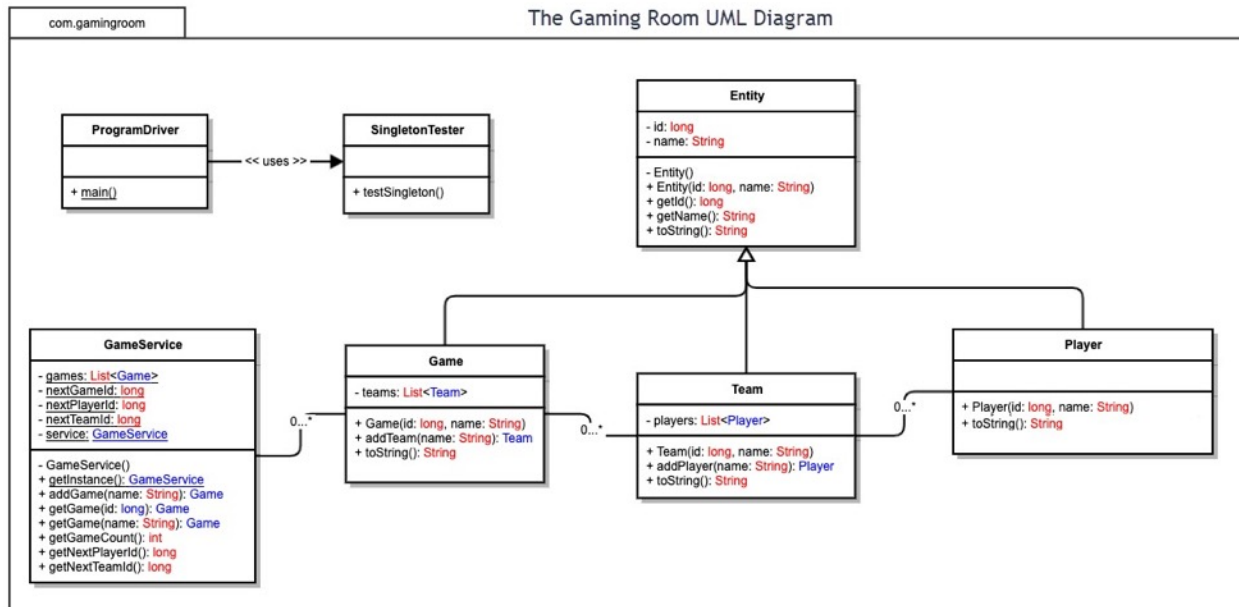 com.gamingroom
The Gaming Room UML Diagram
ProgramDriver
+ main()
<< uses >>
SingletonTester
+ testSingleton()
Entity
- id: long
- name: String
- Entity()
+ Entity(id: long, name: String)
+ getId(): long
+ getName(): String
+ toString(): String
GameService
- games: List<Game>
- nextGameId: long
- nextPlayerId: long
- nextTeamId: long
- service: GameService
- GameService()
+ getInstance(): GameService
+ addGame(name: String): Game
+ getGame(id: long): Game
+ getGame(name: String): Game
+ getGameCount(): int
+ getNextPlayerId(): long
+ getNextTeamId(): long
0...*
Game
- teams: List<Team>
+ Game(id: long, name: String)
+ addTeam(name: String): Team
+ toString(): String
0...*
Team
- players: List<Player>
+ Team(id: long, name: String)
+ addPlayer(name: String): Player
+ toString(): String
0...*
Player
+ Player(id: long, name: String)
+ toString(): String